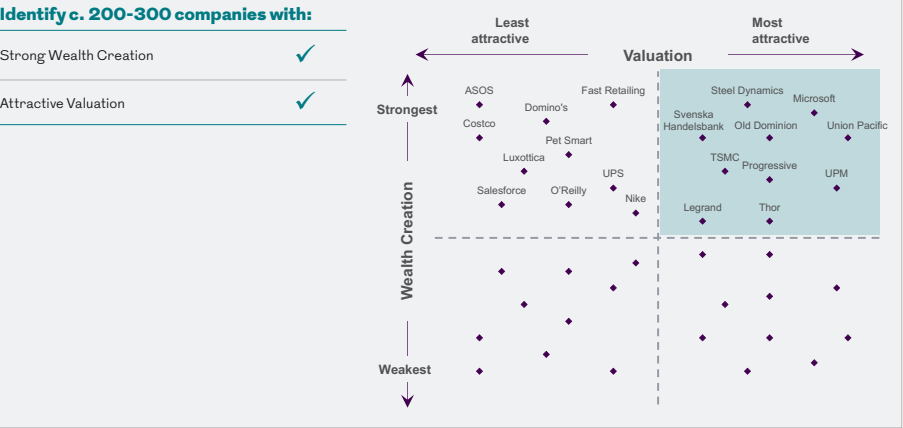 Identify c. 200-300 companies with:
Strong Wealth Creation
Attractive Valuation
Least
attractive
Most
attractive
Valuation
Strongest
Wealth Creation
Weakest
ASOS
Fast Retailing
Domino's
Costco
Pet Smart
Luxottica
UPS
Salesforce
O'Reilly
Nike
Steel Dynamics
Microsoft
Svenska
Handelsbank
Old Dominion
Union Pacific
TSMC
Progressive
UPM
Legrand
Thor